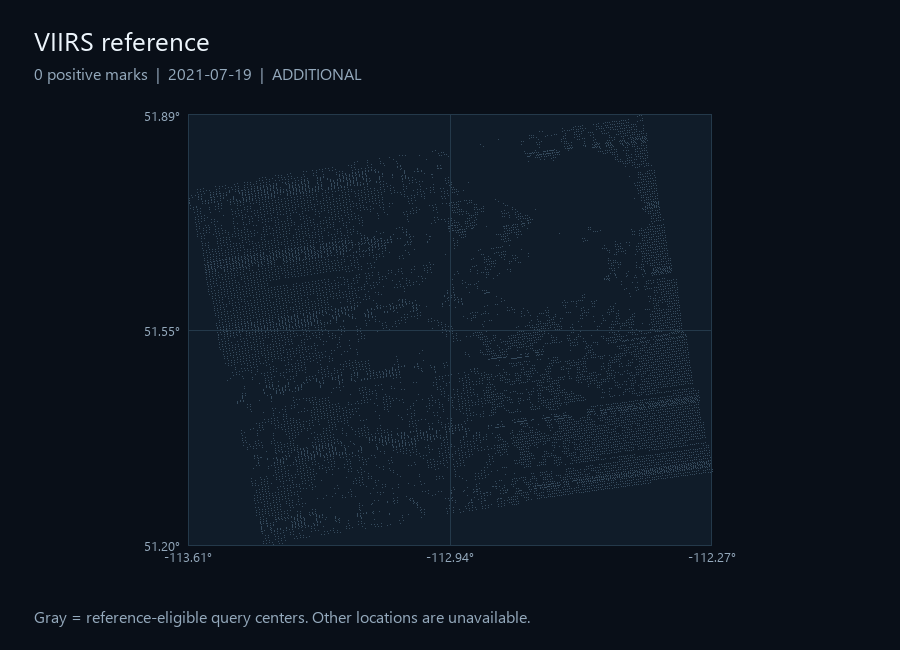 VIIRS reference
0 positive marks | 2021-07-19 | ADDITIONAL
51.89°
51.55°
51.20°
-113.61° -112.94° -112.27°
Gray = reference-eligible query centers. Other locations are unavailable.